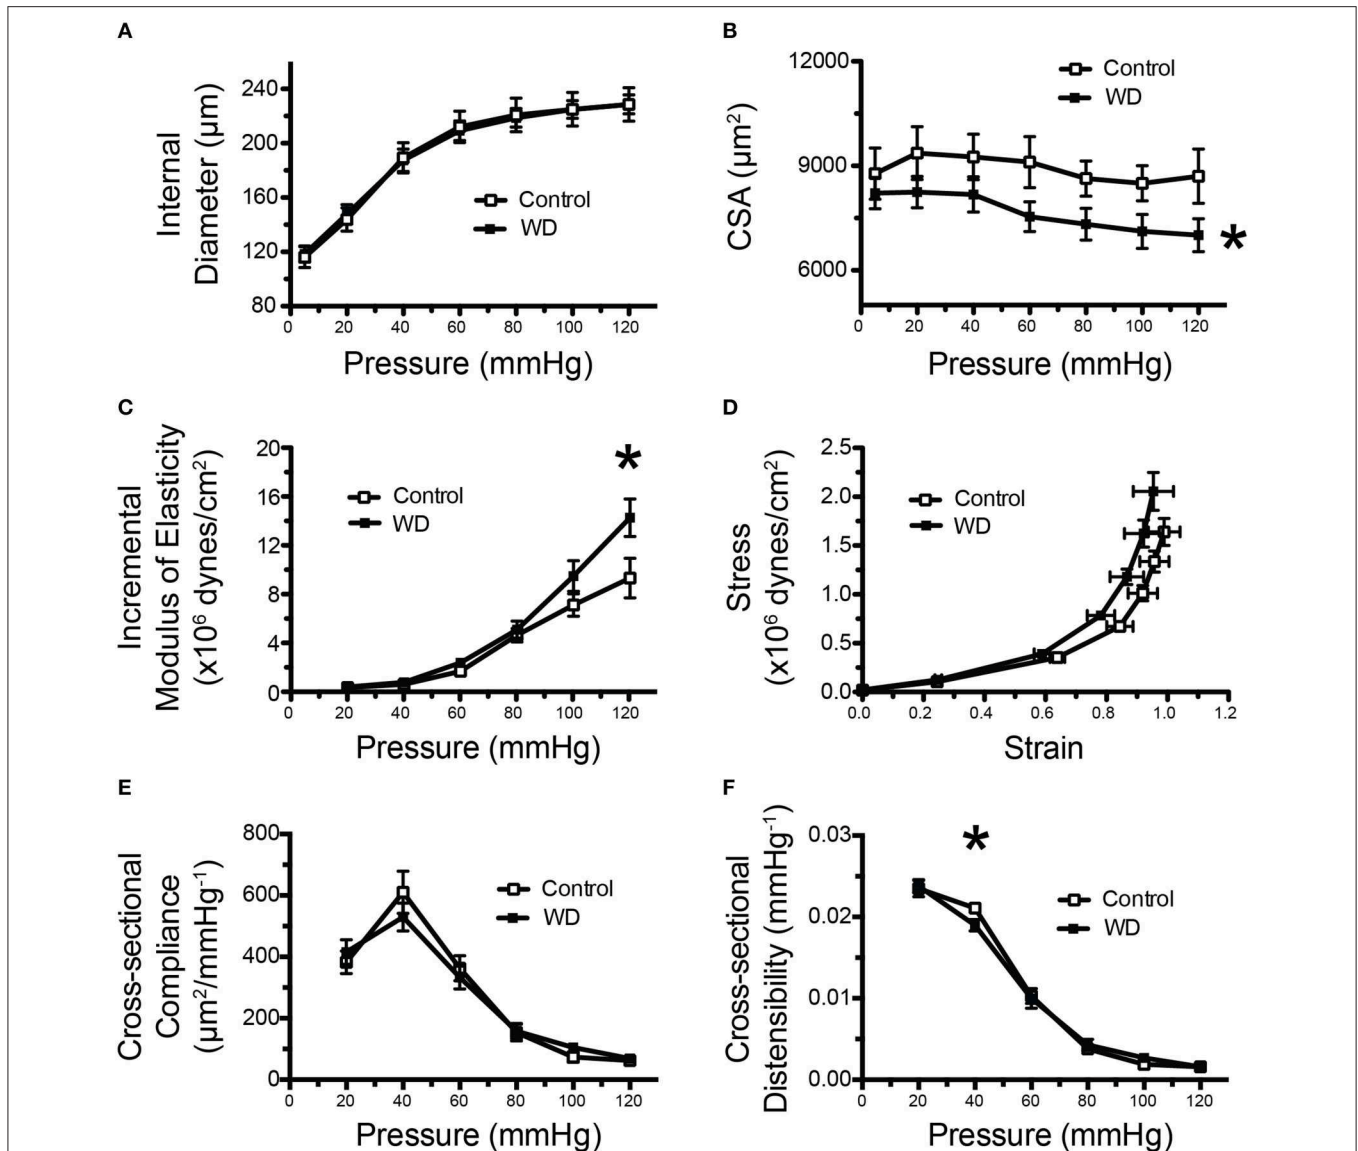 A
Internal
Diameter (µm)
240
200
160
120
80
Control
WD
0 20 40 60 80 100 120
Pressure (mmHg)
B
CSA (µm²)
12000
9000
6000
Control
WD
*
0 20 40 60 80 100 120
Pressure (mmHg)
C
Incremental
Modulus of Elasticity
(x10⁶ dynes/cm²)
20
16
12
8
4
0
Control
WD
*
0 20 40 60 80 100 120
Pressure (mmHg)
D
Stress
(x10⁶ dynes/cm²)
2.5
2.0
1.5
1.0
0.5
0.0
Control
WD
0.0 0.2 0.4 0.6 0.8 1.0 1.2
Strain
E
Cross-sectional
Compliance
(µm²/mmHg⁻¹)
800
600
400
200
0
Control
WD
0 20 40 60 80 100 120
Pressure (mmHg)
F
Cross-sectional
Distensibility (mmHg⁻¹)
0.03
0.02
0.01
0.00
*
Control
WD
0 20 40 60 80 100 120
Pressure (mmHg)